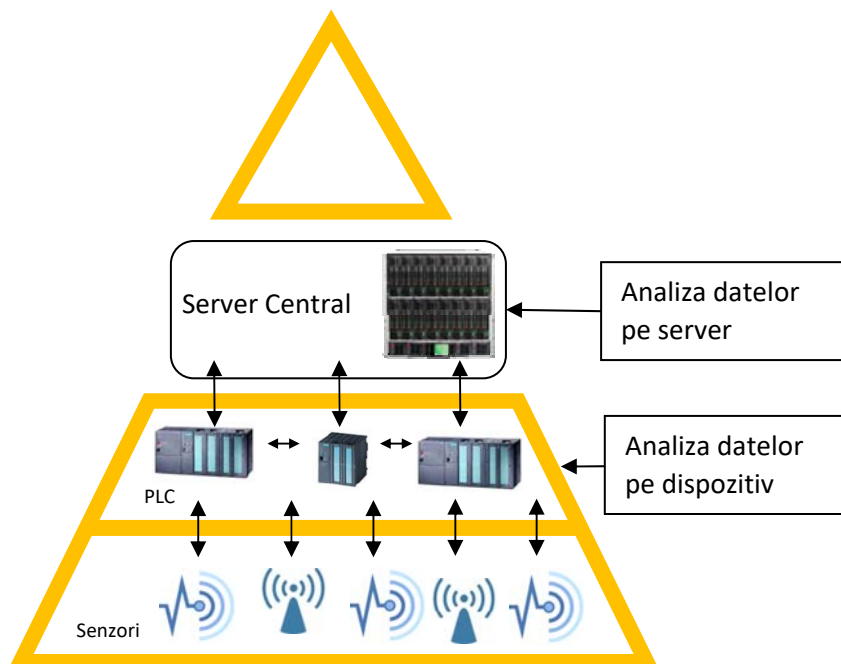 Server Central
Analiza datelor
pe server
Analiza datelor
pe dispozitiv
PLC
Senzori